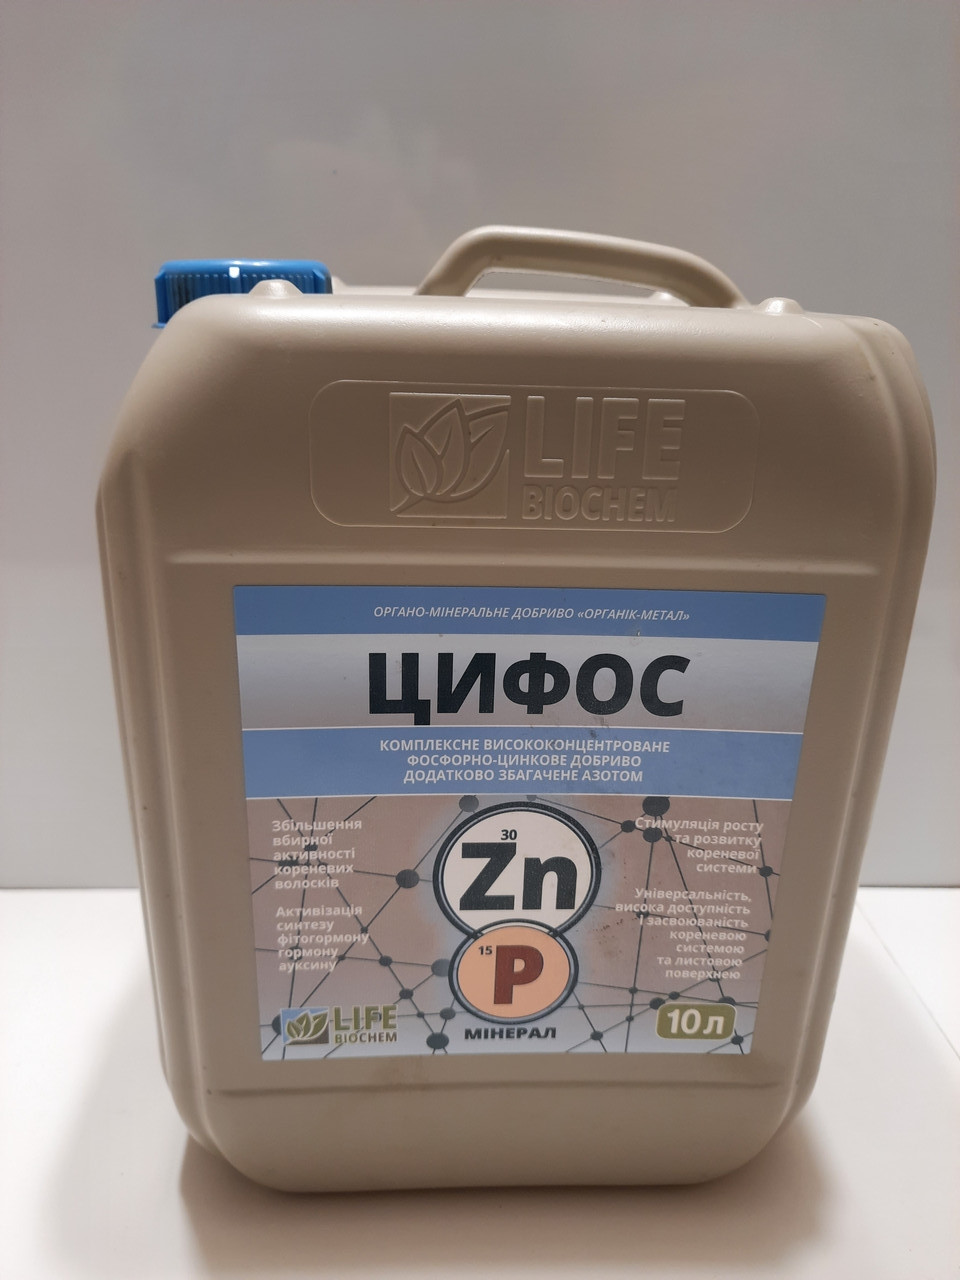 LIFE
BIOCHEM
ОРГАНО-МІНЕРАЛЬНЕ ДОБРИВО «ОРГАНІК-МЕТАЛ»
ЦИФОС
КОМПЛЕКСНЕ ВИСОКОКОНЦЕНТРОВАНЕ
ФОСФОРНО-ЦИНКОВЕ ДОБРИВО
ДОДАТКОВО ЗБАГАЧЕНЕ АЗОТОМ
Збільшення
вбирної
активності
кореневих
волосків
Активізація
синтезу
фітогормону
гормону
ауксину
30
Zn
15
P
МІНЕРАЛ
Стимуляція росту
та розвитку
кореневої
системи
Універсальність,
висока доступність
і засвоюваність
кореневою
системою
та листовою
поверхнею
LIFE
BIOCHEM
10 л